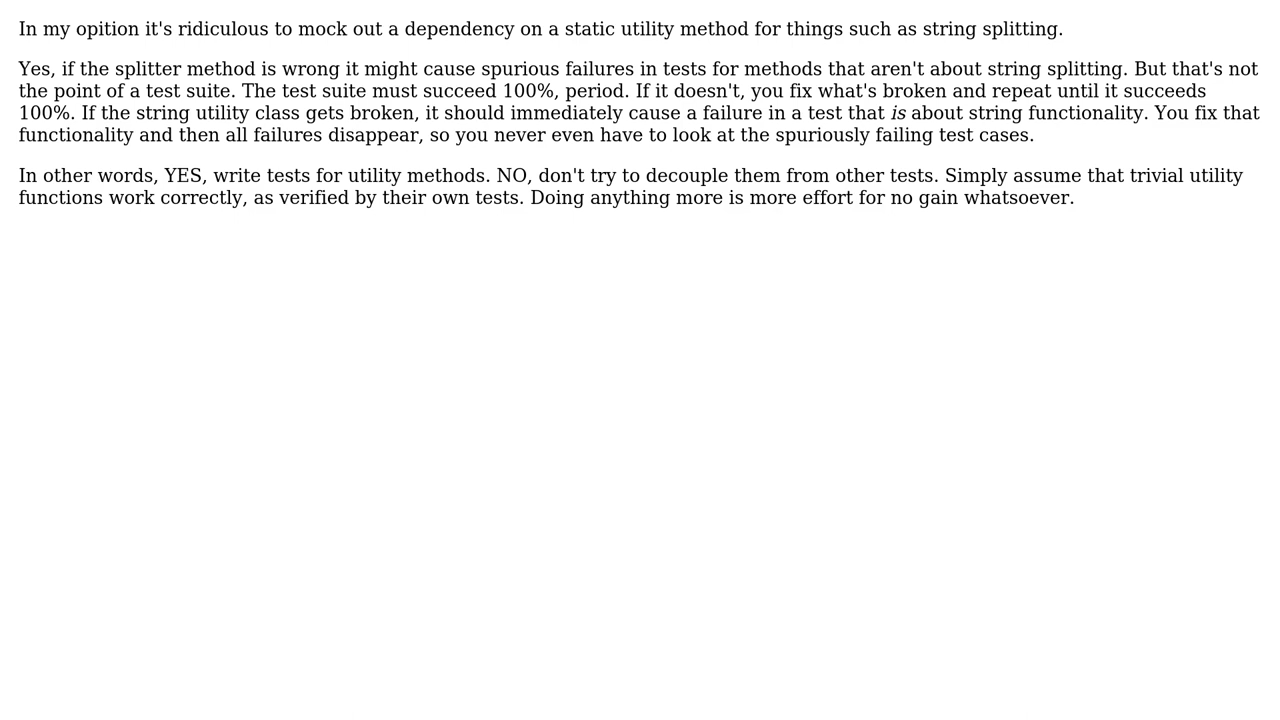 In my opition it's ridiculous to mock out a dependency on a static utility method for things such as string splitting.
Yes, if the splitter method is wrong it might cause spurious failures in tests for methods that aren't about string splitting. But that's not
the point of a test suite. The test suite must succeed 100%, period. If it doesn't, you fix what's broken and repeat until it succeeds
100%. If the string utility class gets broken, it should immediately cause a failure in a test that is about string functionality. You fix that
functionality and then all failures disappear, so you never even have to look at the spuriously failing test cases.
In other words, YES, write tests for utility methods. NO, don't try to decouple them from other tests. Simply assume that trivial utility
functions work correctly, as verified by their own tests. Doing anything more is more effort for no gain whatsoever.